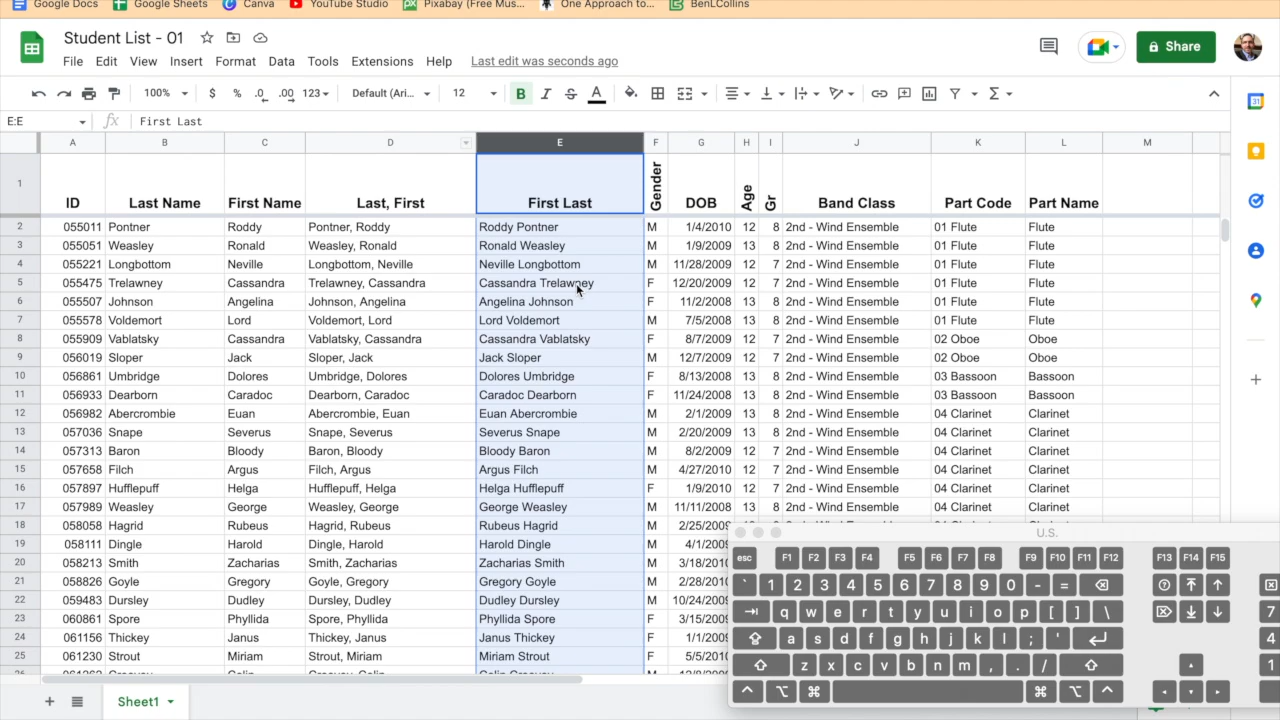 Google Docs Google Sheets Canva YouTube Studio Pixabay (Free Mus... One Approach to... BenLCollins
Student List - 01
Share
File Edit View Insert Format Data Tools Extensions Help Last edit was seconds ago
100% $ % .0 .00 123 Default (Ari... 12 B I S A
E:E fx First Last
A B C D E F G H I J K L M
1 ID Last Name First Name Last, First First Last Gender DOB Age Gr Band Class Part Code Part Name
2 055011 Pontner Roddy Pontner, Roddy Roddy Pontner M 1/4/2010 12 8 2nd - Wind Ensemble 01 Flute Flute
3 055051 Weasley Ronald Weasley, Ronald Ronald Weasley M 1/9/2009 13 8 2nd - Wind Ensemble 01 Flute Flute
4 055221 Longbottom Neville Longbottom, Neville Neville Longbottom M 11/28/2009 12 7 2nd - Wind Ensemble 01 Flute Flute
5 055475 Trelawney Cassandra Trelawney, Cassandra Cassandra Trelawney F 12/20/2009 12 7 2nd - Wind Ensemble 01 Flute Flute
6 055507 Johnson Angelina Johnson, Angelina Angelina Johnson F 11/2/2008 13 8 2nd - Wind Ensemble 01 Flute Flute
7 055578 Voldemort Lord Voldemort, Lord Lord Voldemort M 7/5/2008 13 8 2nd - Wind Ensemble 01 Flute Flute
8 055909 Vablatsky Cassandra Vablatsky, Cassandra Cassandra Vablatsky F 8/7/2009 12 7 2nd - Wind Ensemble 02 Oboe Oboe
9 056019 Sloper Jack Sloper, Jack Jack Sloper M 12/7/2009 12 7 2nd - Wind Ensemble 02 Oboe Oboe
10 056861 Umbridge Dolores Umbridge, Dolores Dolores Umbridge F 8/13/2008 13 8 2nd - Wind Ensemble 03 Bassoon Bassoon
11 056933 Dearborn Caradoc Dearborn, Caradoc Caradoc Dearborn F 11/24/2008 13 8 2nd - Wind Ensemble 03 Bassoon Bassoon
12 056982 Abercrombie Euan Abercrombie, Euan Euan Abercrombie M 2/1/2009 13 8 2nd - Wind Ensemble 04 Clarinet Clarinet
13 057036 Snape Severus Snape, Severus Severus Snape M 2/20/2009 13 8 2nd - Wind Ensemble 04 Clarinet Clarinet
14 057313 Baron Bloody Baron, Bloody Bloody Baron M 8/2/2009 12 7 2nd - Wind Ensemble 04 Clarinet Clarinet
15 057658 Filch Argus Filch, Argus Argus Filch M 4/27/2010 12 7 2nd - Wind Ensemble 04 Clarinet Clarinet
16 057897 Hufflepuff Helga Hufflepuff, Helga Helga Hufflepuff F 1/9/2010 12 7 2nd - Wind Ensemble 04 Clarinet Clarinet
17 057989 Weasley George Weasley, George George Weasley M 11/11/2008 13 8 2nd - Wind Ensemble 04 Clarinet Clarinet
18 058058 Hagrid Rubeus Hagrid, Rubeus Rubeus Hagrid M 2/25/2009
19 058111 Dingle Harold Dingle, Harold Harold Dingle M 4/1/2009
20 058213 Smith Zacharias Smith, Zacharias Zacharias Smith M 3/18/2010
21 058826 Goyle Gregory Goyle, Gregory Gregory Goyle M 2/28/2010
22 059483 Dursley Dudley Dursley, Dudley Dudley Dursley M 10/24/2009
23 060861 Spore Phyllida Spore, Phyllida Phyllida Spore F 3/15/2009
24 061156 Thickey Janus Thickey, Janus Janus Thickey F 1/1/2009
25 061230 Strout Miriam Strout, Miriam Miriam Strout F 5/5/2010
U.S.
esc F1 F2 F3 F4 F5 F6 F7 F8 F9 F10 F11 F12 F13 F14 F15
` 1 2 3 4 5 6 7 8 9 0 - =
q w e r t y u i o p [ ] \ 7
a s d f g h j k l ; ' 4
z x c v b n m , . / 1
Sheet1